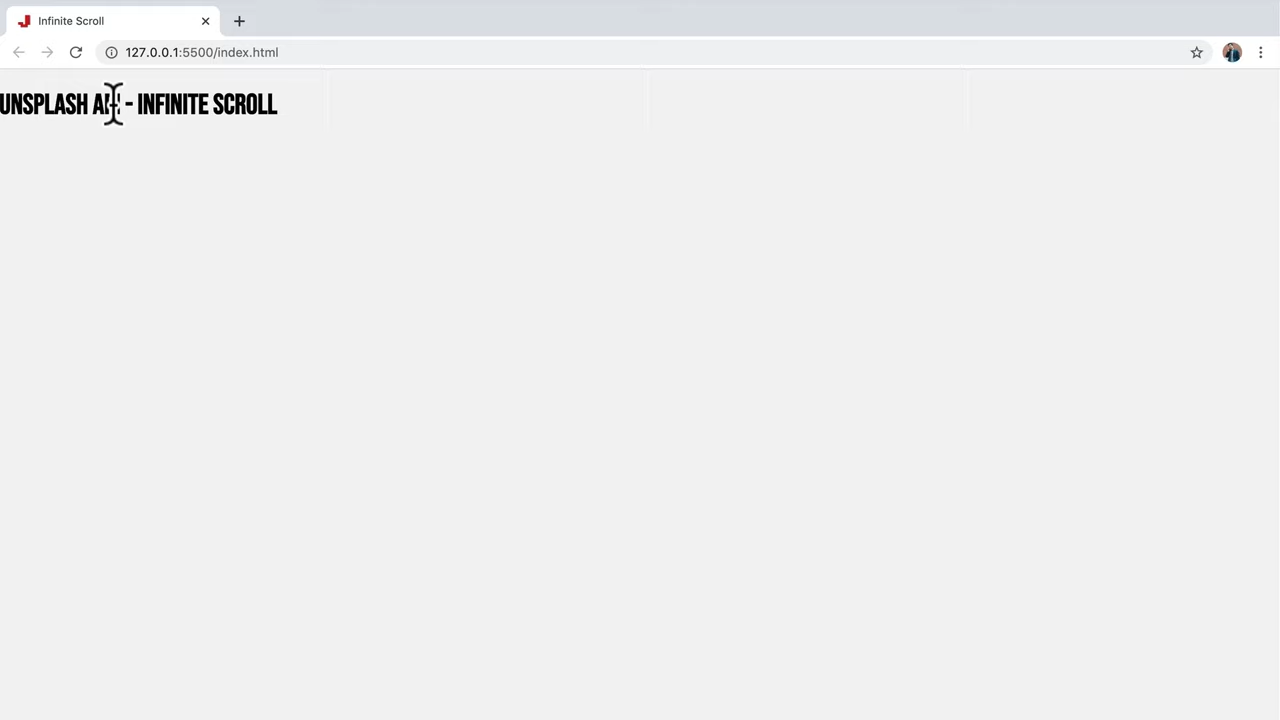 Infinite Scroll
127.0.0.1:5500/index.html
UNSPLASH - INFINITE SCROLL